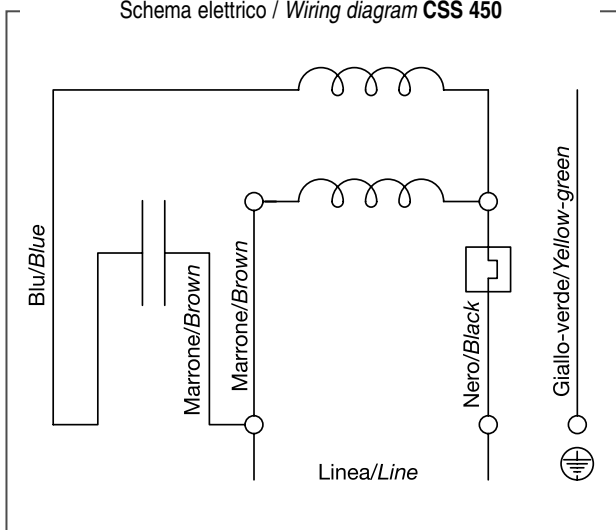 Schema elettrico / Wiring diagram CSS 450
Blu/Blue
Marrone/Brown
Marrone/Brown
Nero/Black
Giallo-verde/Yellow-green
Linea/Line